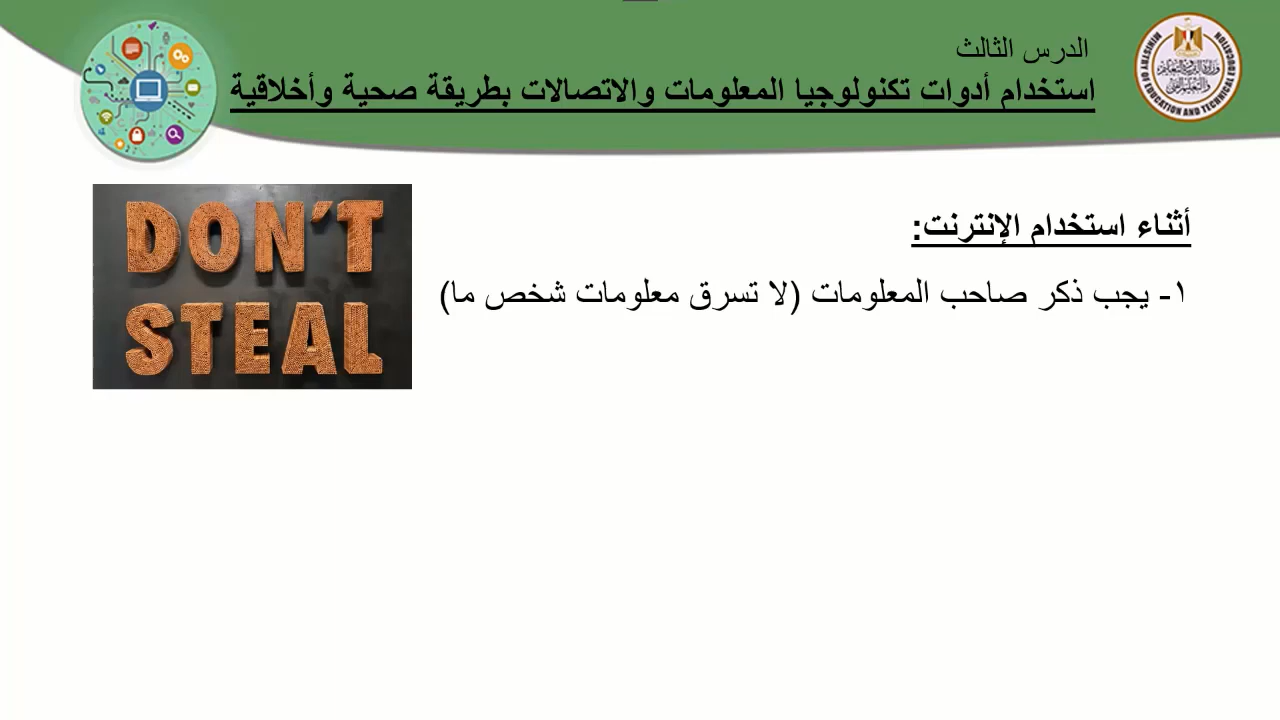 الدرس الثالث
استخدام أدوات تكنولوجيا المعلومات والاتصالات بطريقة صحية وأخلاقية
أثناء استخدام الإنترنت:
١- يجب ذكر صاحب المعلومات (لا تسرق معلومات شخص ما)
DON'T
STEAL